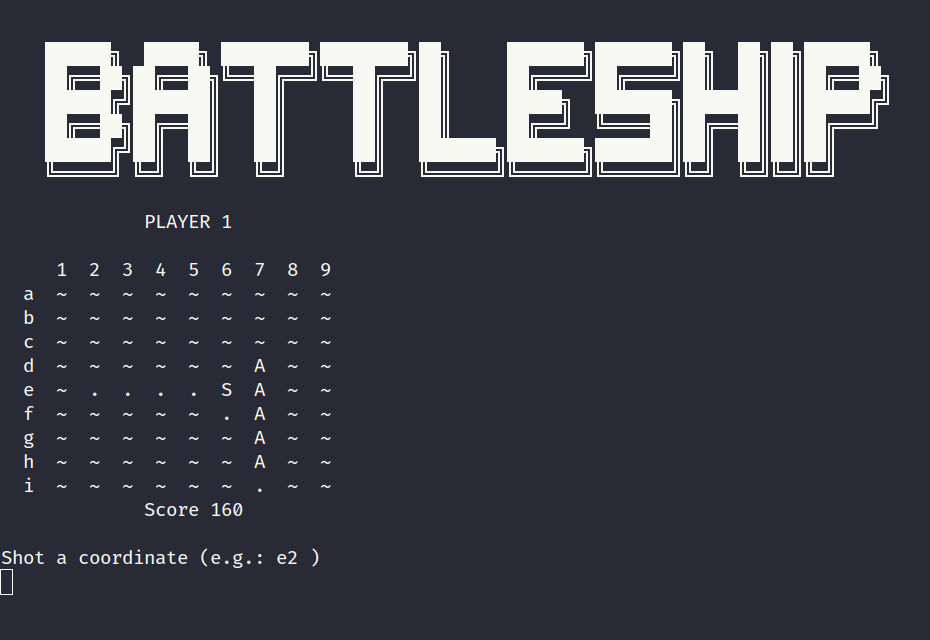 BATTLESHIP
PLAYER 1
1 2 3 4 5 6 7 8 9
a ~ ~ ~ ~ ~ ~ ~ ~ ~
b ~ ~ ~ ~ ~ ~ ~ ~ ~
c ~ ~ ~ ~ ~ ~ ~ ~ ~
d ~ ~ ~ ~ ~ ~ A ~ ~
e ~ . . . . S A ~ ~
f ~ ~ ~ ~ ~ . A ~ ~
g ~ ~ ~ ~ ~ ~ A ~ ~
h ~ ~ ~ ~ ~ ~ A ~ ~
i ~ ~ ~ ~ ~ ~ . ~ ~
Score 160
Shot a coordinate (e.g.: e2 )